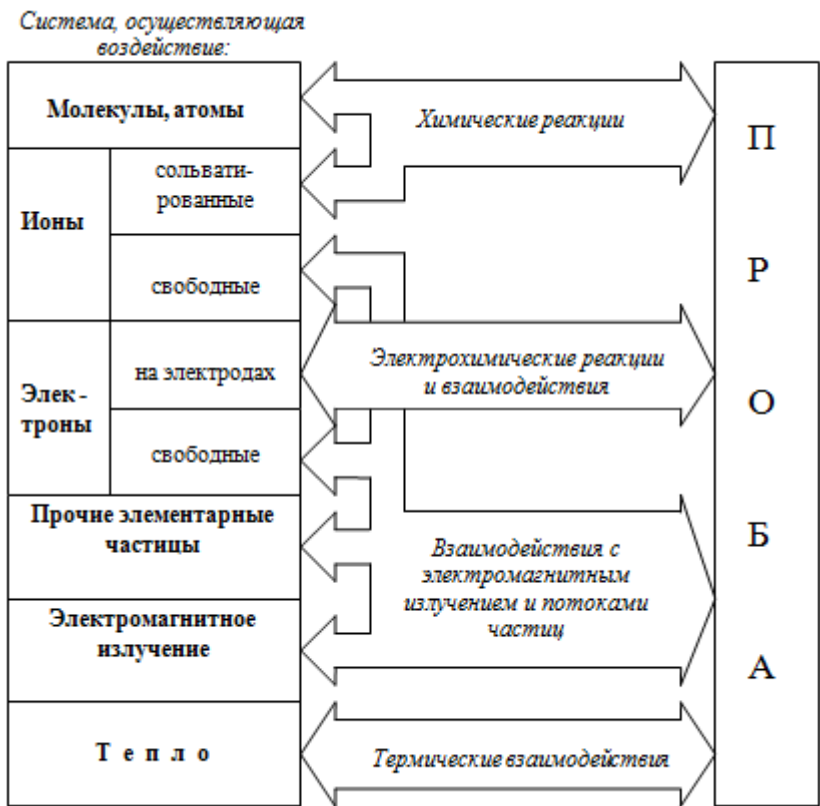 Система, осуществляющая
воздействие:
Молекулы, атомы
Химические реакции
Ионы
сольвати-
рованные
свободные
Элек -
троны
на электродах
свободные
Электрохимические реакции
и взаимодействия
Прочие элементарные
частицы
Взаимодействия с
электромагнитным
излучением и потоками
частиц
Электромагнитное
излучение
Т е п л о
Термические взаимодействия
П
Р
О
Б
А